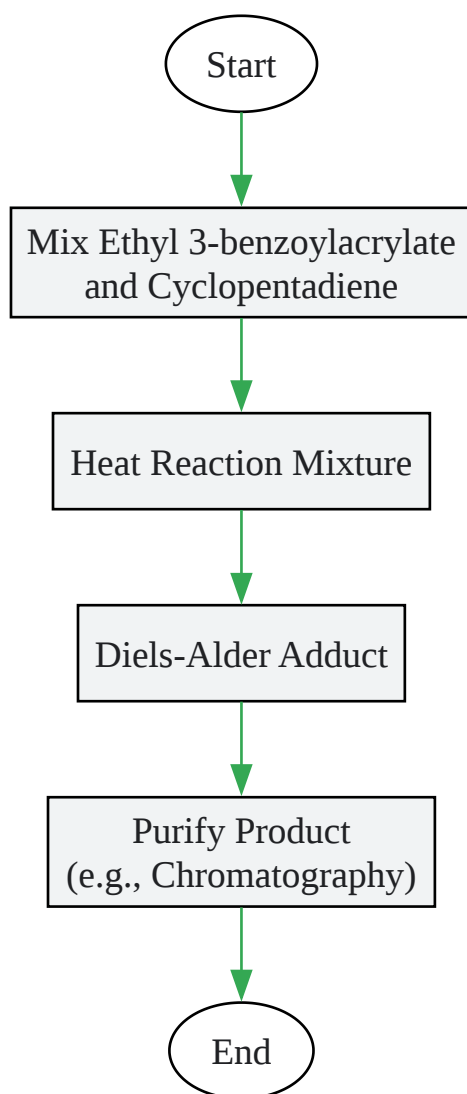 Start
Mix Ethyl 3-benzoylacrylate
and Cyclopentadiene
Heat Reaction Mixture
Diels-Alder Adduct
Purify Product
(e.g., Chromatography)
End